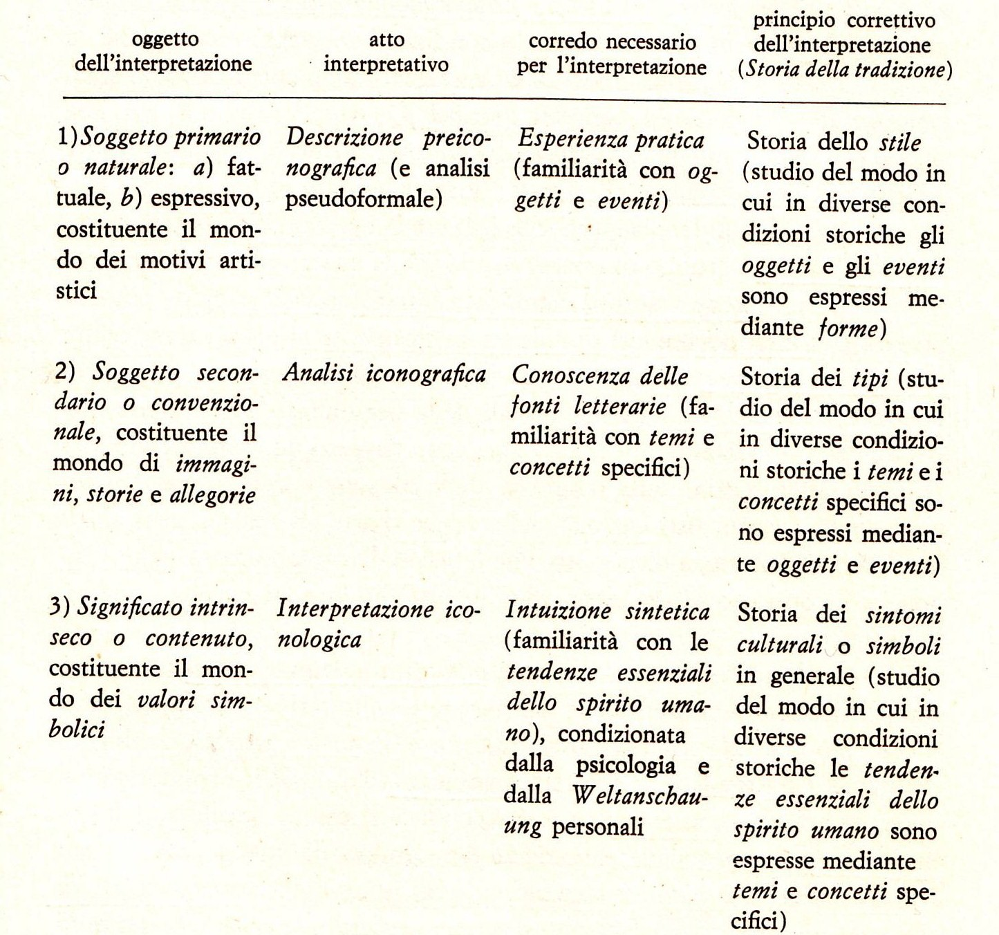 oggetto
dell'interpretazione
atto
interpretativo
corredo necessario
per l'interpretazione
principio correttivo
dell'interpretazione
(Storia della tradizione)
1) Soggetto primario
o naturale: a) fat-
tuale, b) espressivo,
costituente il mon-
do dei motivi arti-
stici
Descrizione preico-
nografica (e analisi
pseudoformale)
Esperienza pratica
(familiarità con og-
getti e eventi)
Storia dello stile
(studio del modo in
cui in diverse con-
dizioni storiche gli
oggetti e gli eventi
sono espressi me-
diante forme)
2) Soggetto secon-
dario o convenzio-
nale, costituente il
mondo di immagi-
ni, storie e allegorie
Analisi iconografica
Conoscenza delle
fonti letterarie (fa-
miliarità con temi e
concetti specifici)
Storia dei tipi (stu-
dio del modo in cui
in diverse condizio-
ni storiche i temi e i
concetti specifici so-
no espressi median-
te oggetti e eventi)
3) Significato intrin-
seco o contenuto,
costituente il mon-
do dei valori sim-
bolici
Interpretazione ico-
nologica
Intuizione sintetica
(familiarità con le
tendenze essenziali
dello spirito uma-
no), condizionata
dalla psicologia e
dalla Weltanschau-
ung personali
Storia dei sintomi
culturali o simboli
in generale (studio
del modo in cui in
diverse condizioni
storiche le tenden-
ze essenziali dello
spirito umano sono
espresse mediante
temi e concetti spe-
cifici)